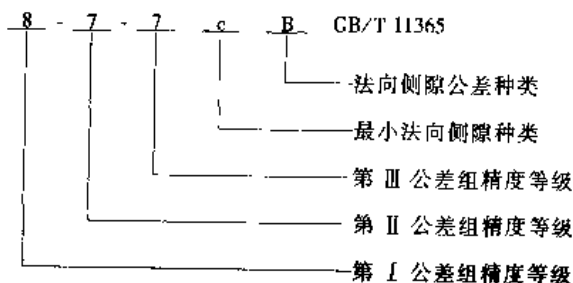 8 - 7 - 7 c B GB/T 11365
法向侧隙公差种类
最小法向侧隙种类
第 Ⅲ 公差组精度等级
第 Ⅱ 公差组精度等级
第 Ⅰ 公差组精度等级